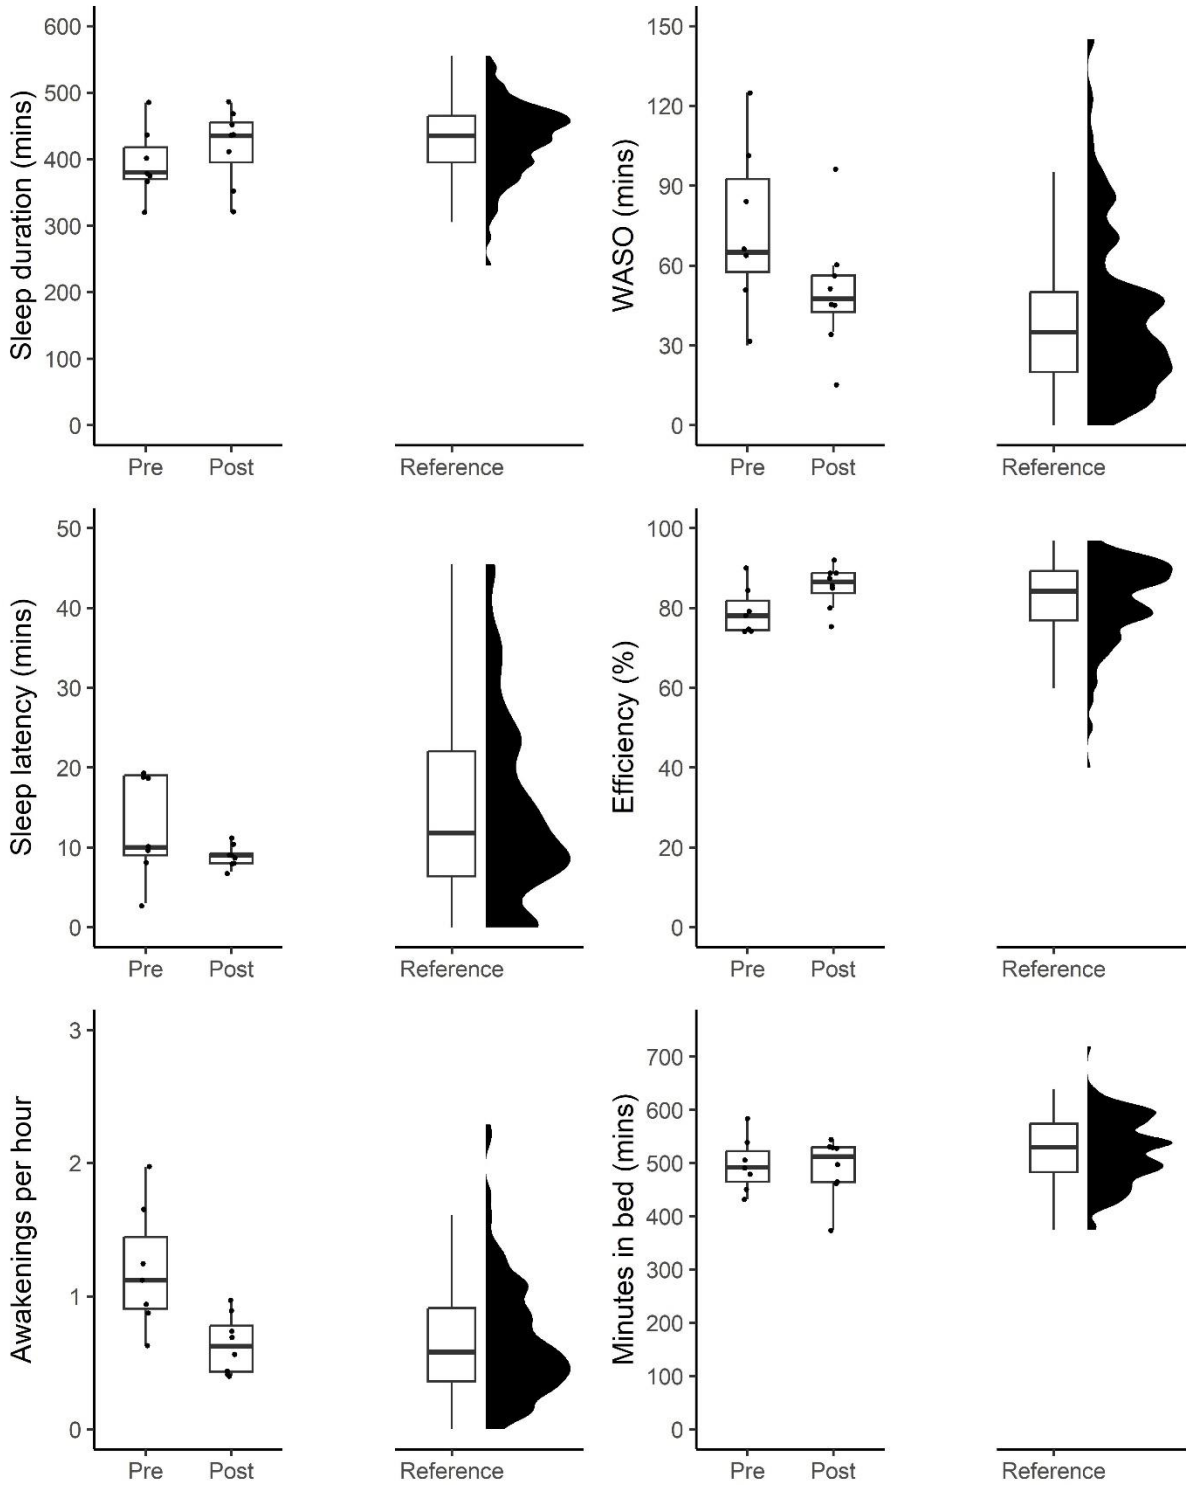 Sleep duration (mins)
600
500
400
300
200
100
0
Pre
Post
Reference
WASO (mins)
150
120
90
60
30
0
Pre
Post
Reference
Sleep latency (mins)
50
40
30
20
10
0
Pre
Post
Reference
Efficiency (%)
100
80
60
40
20
0
Pre
Post
Reference
Awakenings per hour
3
2
1
0
Pre
Post
Reference
Minutes in bed (mins)
700
600
500
400
300
200
100
0
Pre
Post
Reference